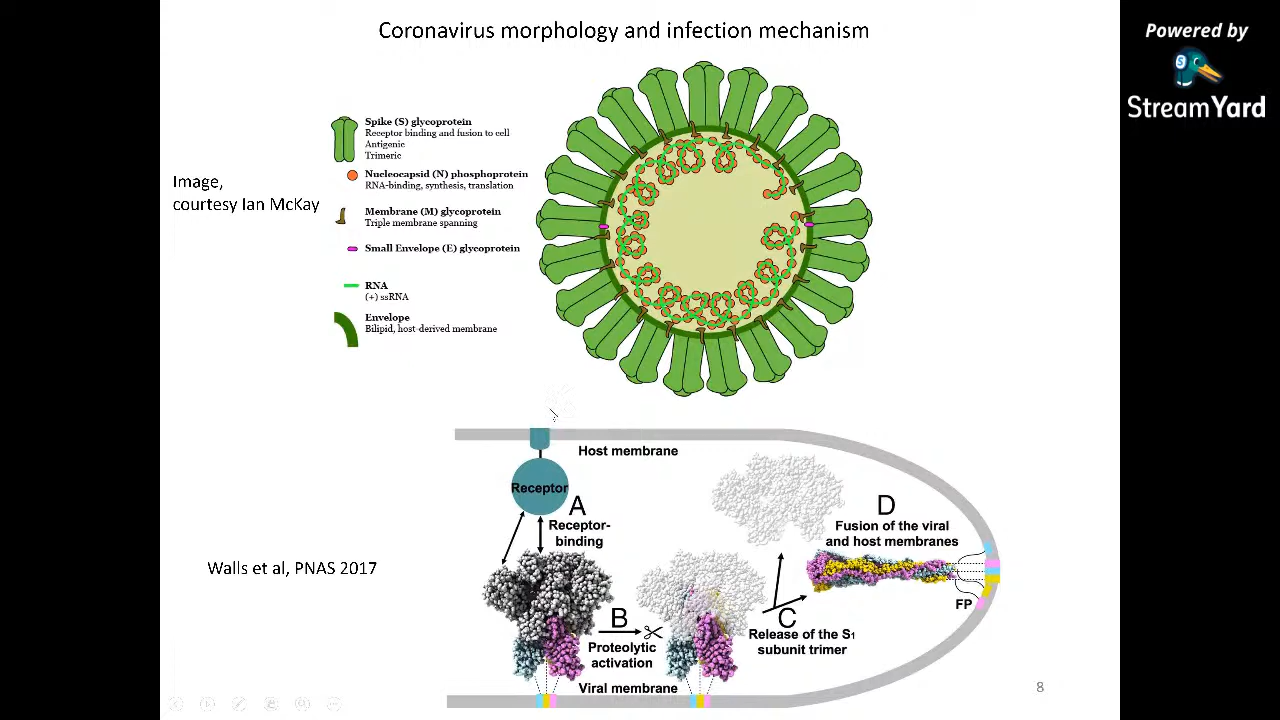 Coronavirus morphology and infection mechanism
Powered by
StreamYard
Spike (S) glycoprotein
Receptor binding and fusion to cell
Antigenic
Trimeric
Nucleocapsid (N) phosphoprotein
RNA-binding, synthesis, translation
Membrane (M) glycoprotein
Triple membrane spanning
Small Envelope (E) glycoprotein
RNA
(+) ssRNA
Envelope
Bilipid, host-derived membrane
Image,
courtesy Ian McKay
Host membrane
Receptor
A
Receptor-
binding
D
Fusion of the viral
and host membranes
Walls et al, PNAS 2017
FP
B
Proteolytic
activation
C
Release of the S₁
subunit trimer
Viral membrane
8